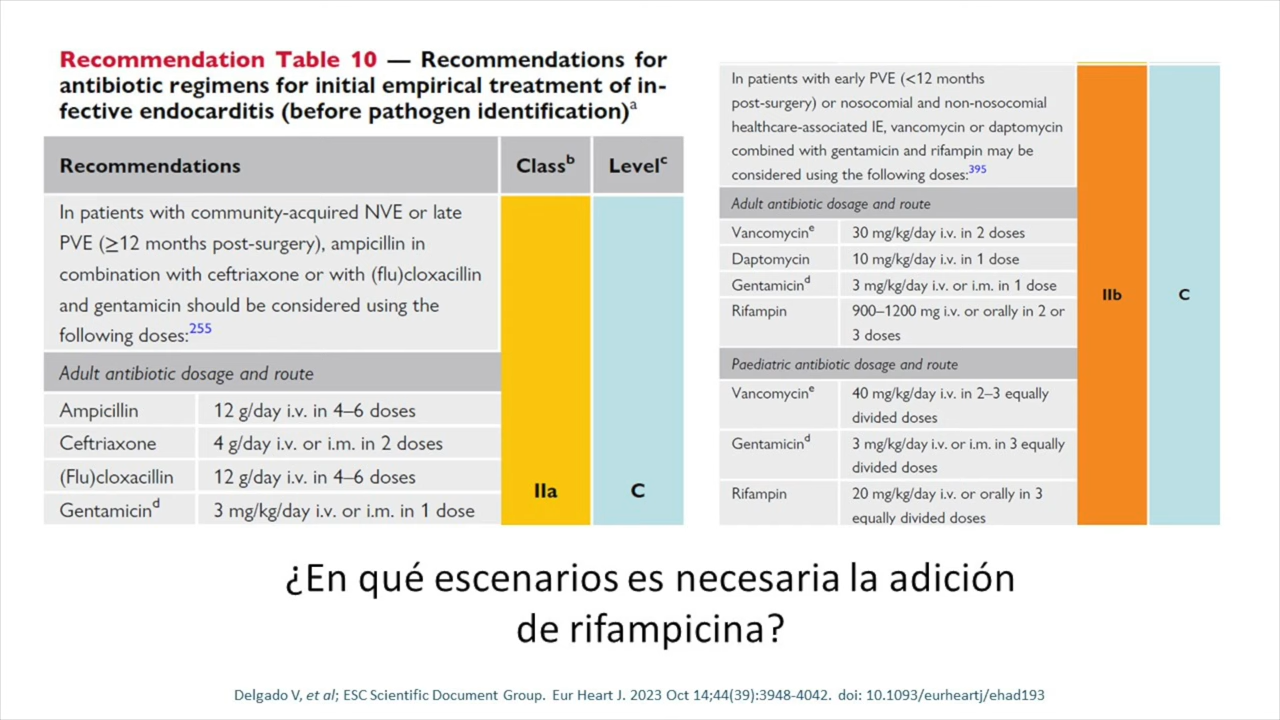 Recommendation Table 10 — Recommendations for
antibiotic regimens for initial empirical treatment of in-
fective endocarditis (before pathogen identification)a
Recommendations Classb Levelc
In patients with community-acquired NVE or late
PVE (≥12 months post-surgery), ampicillin in
combination with ceftriaxone or with (flu)cloxacillin
and gentamicin should be considered using the
following doses:255
Adult antibiotic dosage and route
Ampicillin 12 g/day i.v. in 4–6 doses
Ceftriaxone 4 g/day i.v. or i.m. in 2 doses
(Flu)cloxacillin 12 g/day i.v. in 4–6 doses
Gentamicind 3 mg/kg/day i.v. or i.m. in 1 dose
IIa C
In patients with early PVE (<12 months
post-surgery) or nosocomial and non-nosocomial
healthcare-associated IE, vancomycin or daptomycin
combined with gentamicin and rifampin may be
considered using the following doses:395
Adult antibiotic dosage and route
Vancomycine 30 mg/kg/day i.v. in 2 doses
Daptomycin 10 mg/kg/day i.v. in 1 dose
Gentamicind 3 mg/kg/day i.v. or i.m. in 1 dose
Rifampin 900–1200 mg i.v. or orally in 2 or
3 doses
IIb C
Paediatric antibiotic dosage and route
Vancomycine 40 mg/kg/day i.v. in 2–3 equally
divided doses
Gentamicind 3 mg/kg/day i.v. or i.m. in 3 equally
divided doses
Rifampin 20 mg/kg/day i.v. or orally in 3
equally divided doses
¿En qué escenarios es necesaria la adición
de rifampicina?
Delgado V, et al; ESC Scientific Document Group. Eur Heart J. 2023 Oct 14;44(39):3948-4042. doi: 10.1093/eurheartj/ehad193